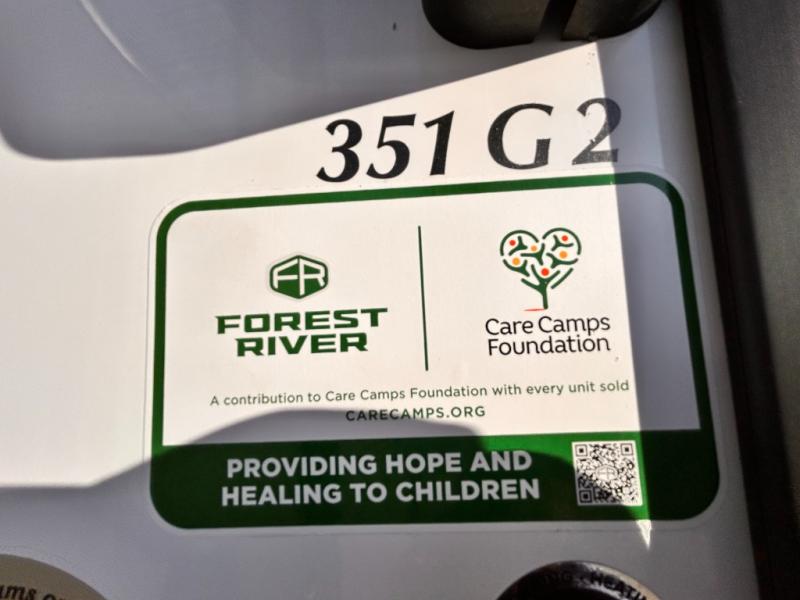 351 G2
FR
FOREST
RIVER
Care Camps
Foundation
A contribution to Care Camps Foundation with every unit sold
CARECAMPS.ORG
PROVIDING HOPE AND
HEALING TO CHILDREN